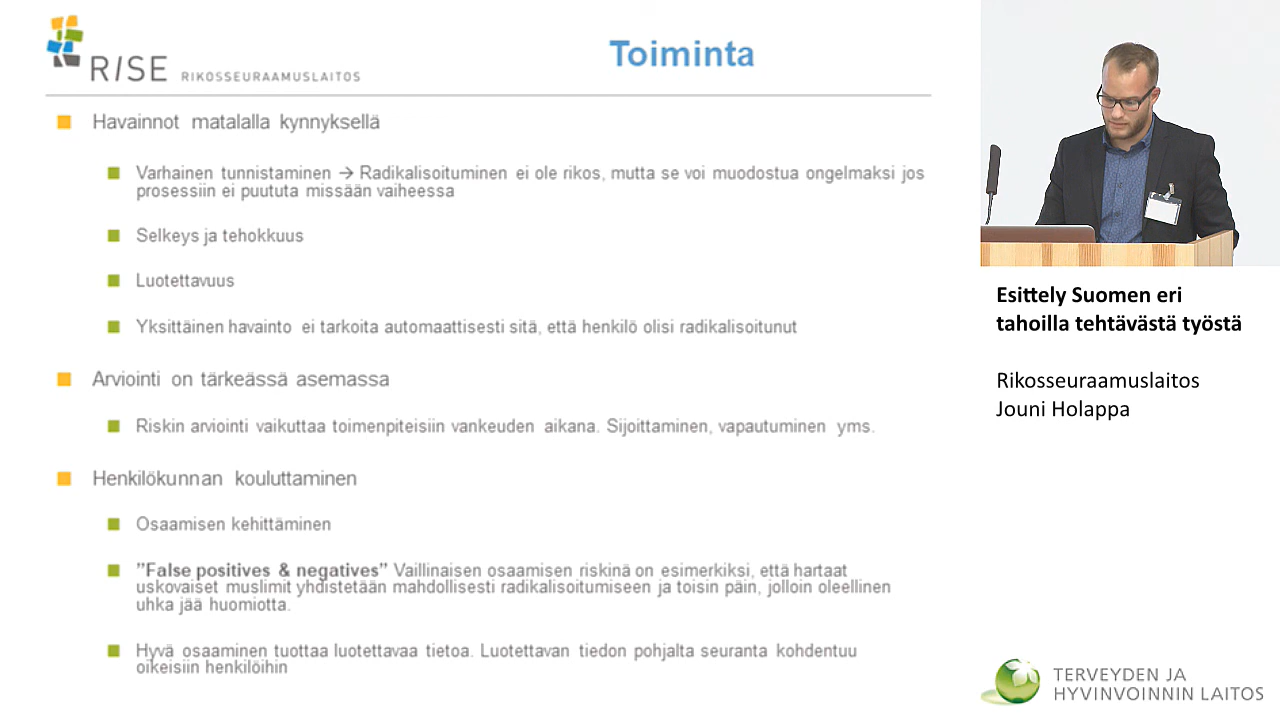 RISE RIKOSSEURAAMUSLAITOS
Toiminta
Havainnot matalalla kynnyksellä
Varhainen tunnistaminen → Radikalisoituminen ei ole rikos, mutta se voi muodostua ongelmaksi jos
prosessiin ei puututa missään vaiheessa
Selkeys ja tehokkuus
Luotettavuus
Yksittäinen havainto ei tarkoita automaattisesti sitä, että henkilö olisi radikalisoitunut
Arviointi on tärkeässä asemassa
Riskin arviointi vaikuttaa toimenpiteisiin vankeuden aikana. Sijoittaminen, vapautuminen yms.
Henkilökunnan kouluttaminen
Osaamisen kehittäminen
”False positives & negatives” Vaillinaisen osaamisen riskinä on esimerkiksi, että hartaat
uskovaiset muslimit yhdistetään mahdollisesti radikalisoitumiseen ja toisin päin, jolloin oleellinen
uhka jää huomiotta.
Hyvä osaaminen tuottaa luotettavaa tietoa. Luotettavan tiedon pohjalta seuranta kohdentuu
oikeisiin henkilöihin
Esittely Suomen eri
tahoilla tehtävästä työstä
Rikosseuraamuslaitos
Jouni Holappa
TERVEYDEN JA
HYVINVOINNIN LAITOS